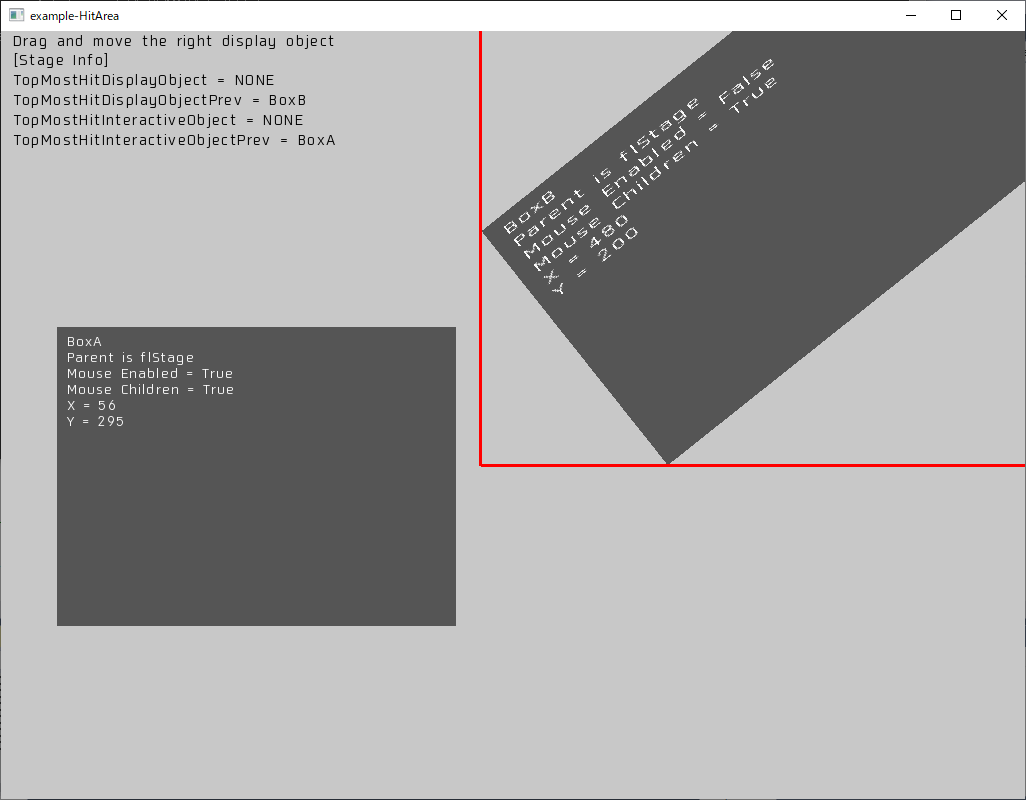 example-HitArea
Drag and move the right display object
[Stage Info]
TopMostHitDisplayObject = NONE
TopMostHitDisplayObjectPrev = BoxB
TopMostHitInteractiveObject = NONE
TopMostHitInteractiveObjectPrev = BoxA
BoxB
Parent is flStage
Mouse Enabled = False
Mouse Children = True
X = 480
Y = 200
BoxA
Parent is flStage
Mouse Enabled = True
Mouse Children = True
X = 56
Y = 295